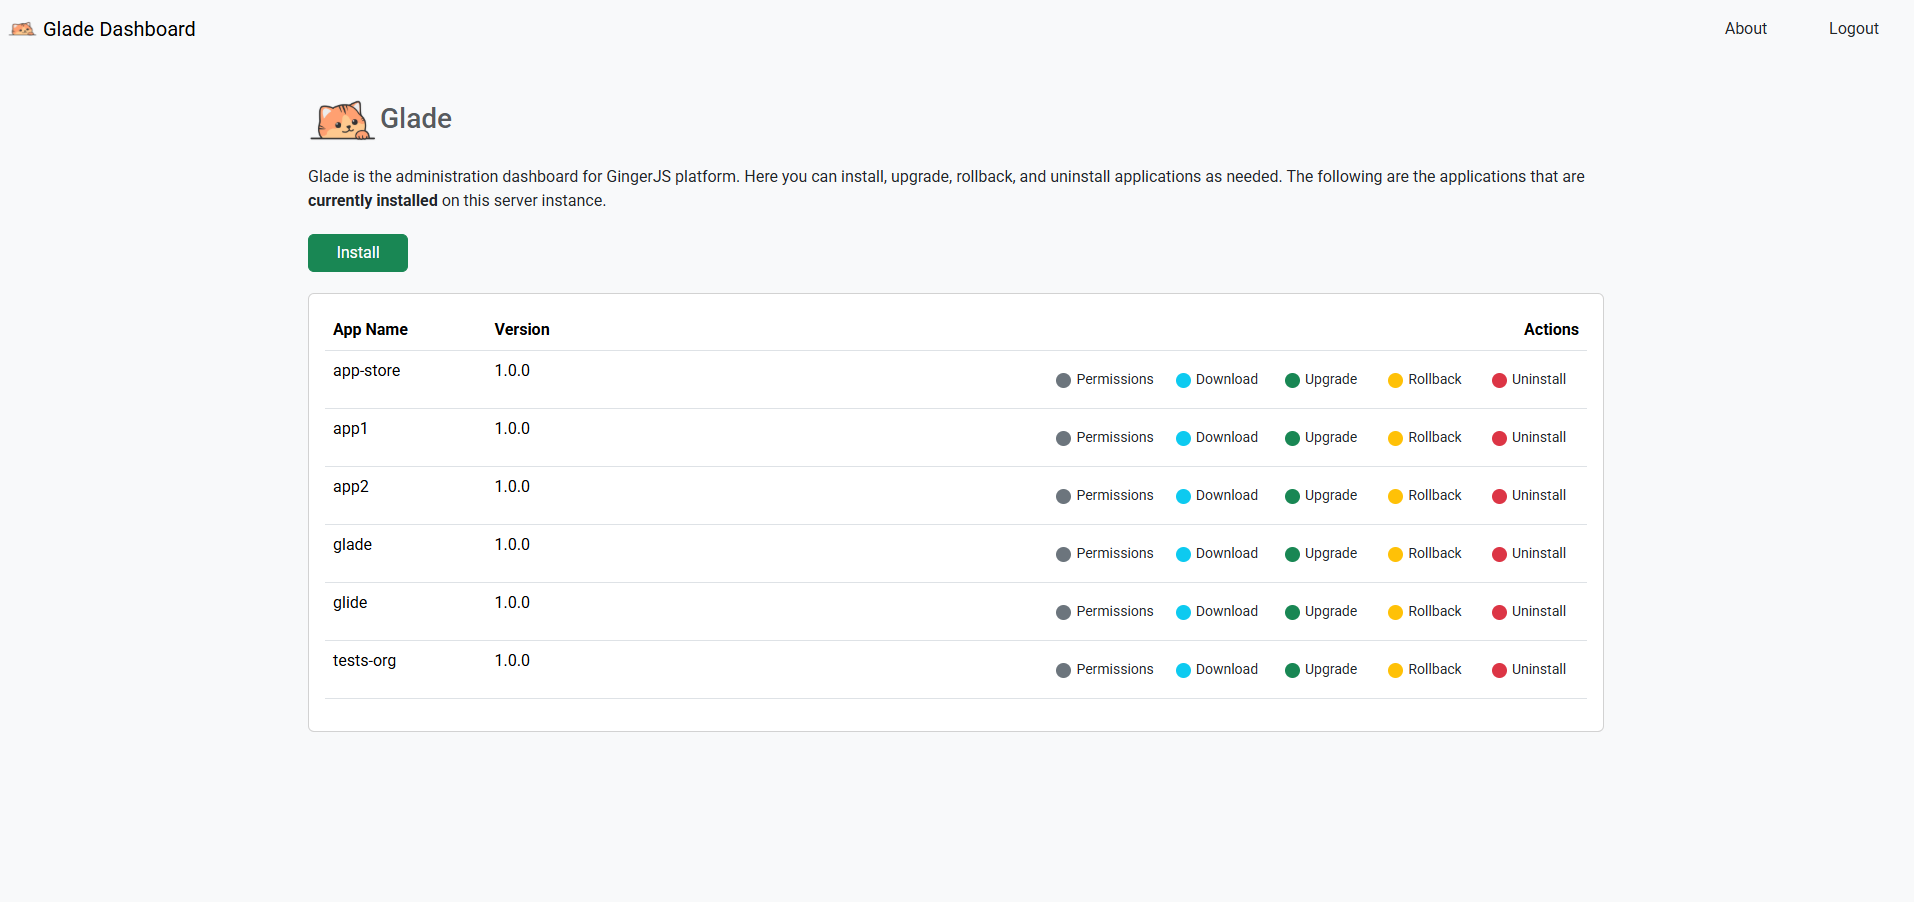 Glade Dashboard About Logout
Glade
Glade is the administration dashboard for GingerJS platform. Here you can install, upgrade, rollback, and uninstall applications as needed. The following are the applications that are
currently installed on this server instance.
Install
App Name Version Actions
app-store 1.0.0 Permissions Download Upgrade Rollback Uninstall
app1 1.0.0 Permissions Download Upgrade Rollback Uninstall
app2 1.0.0 Permissions Download Upgrade Rollback Uninstall
glade 1.0.0 Permissions Download Upgrade Rollback Uninstall
glide 1.0.0 Permissions Download Upgrade Rollback Uninstall
tests-org 1.0.0 Permissions Download Upgrade Rollback Uninstall